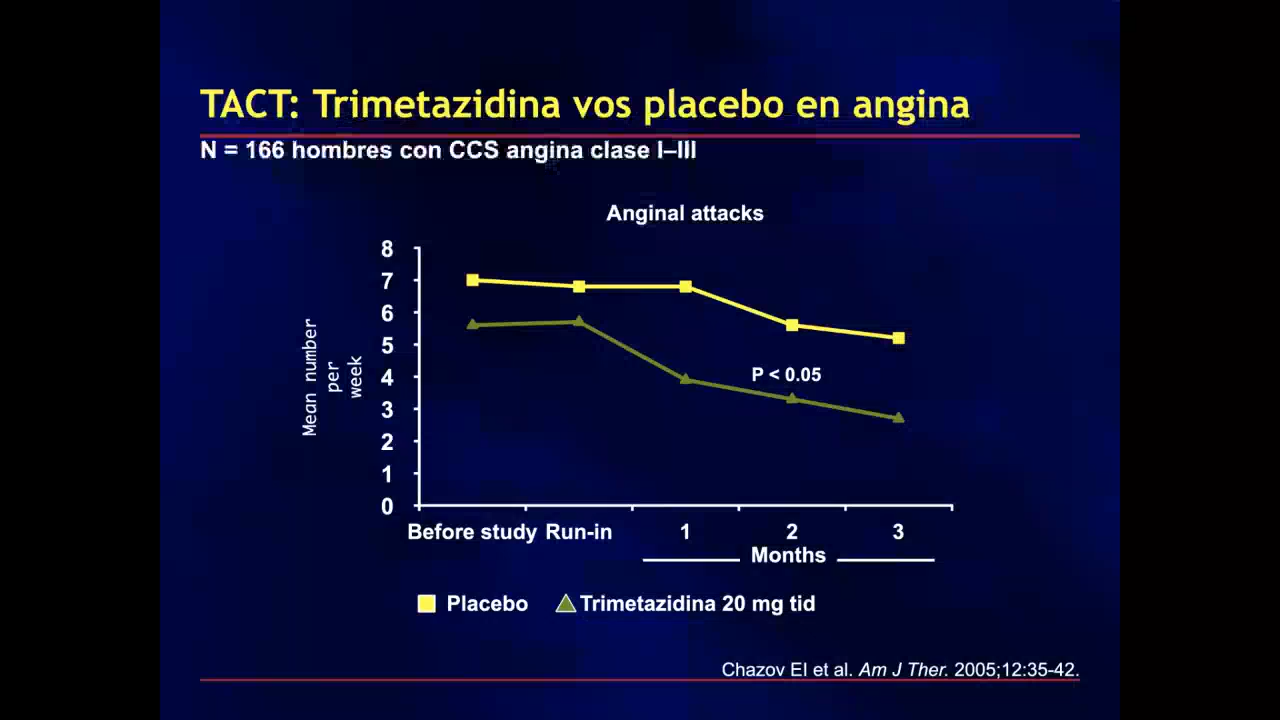 TACT: Trimetazidina vos placebo en angina
N = 166 hombres con CCS angina clase I–III
Anginal attacks
Mean number
per
week
8
7
6
5
4
3
2
1
0
P < 0.05
Before study Run-in 1 2 3
Months
Placebo Trimetazidina 20 mg tid
Chazov EI et al. Am J Ther. 2005;12:35-42.